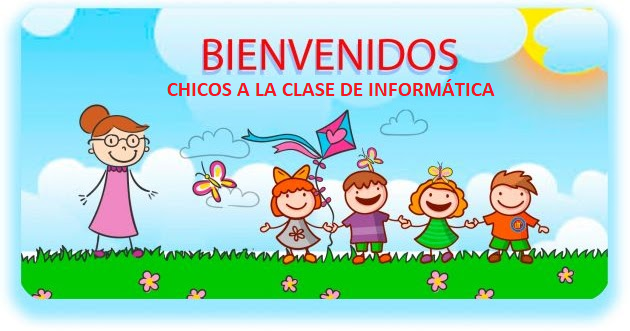 BIENVENIDOS
CHICOS A LA CLASE DE INFORMÁTICA